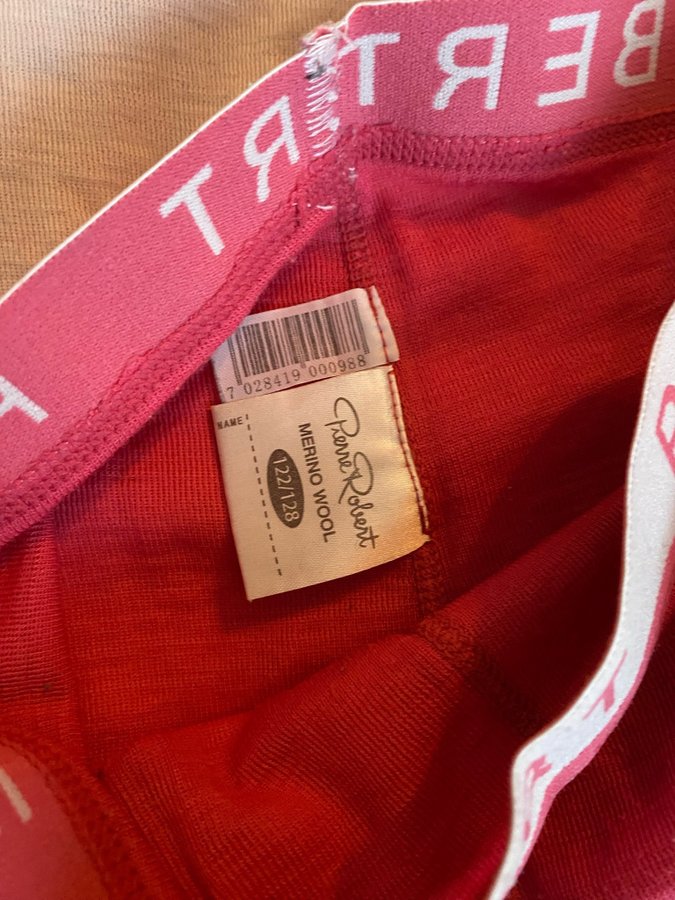 BERT
RT
A
7 028419 000988
NAME
Pierre Robert
MERINO WOOL
122/128